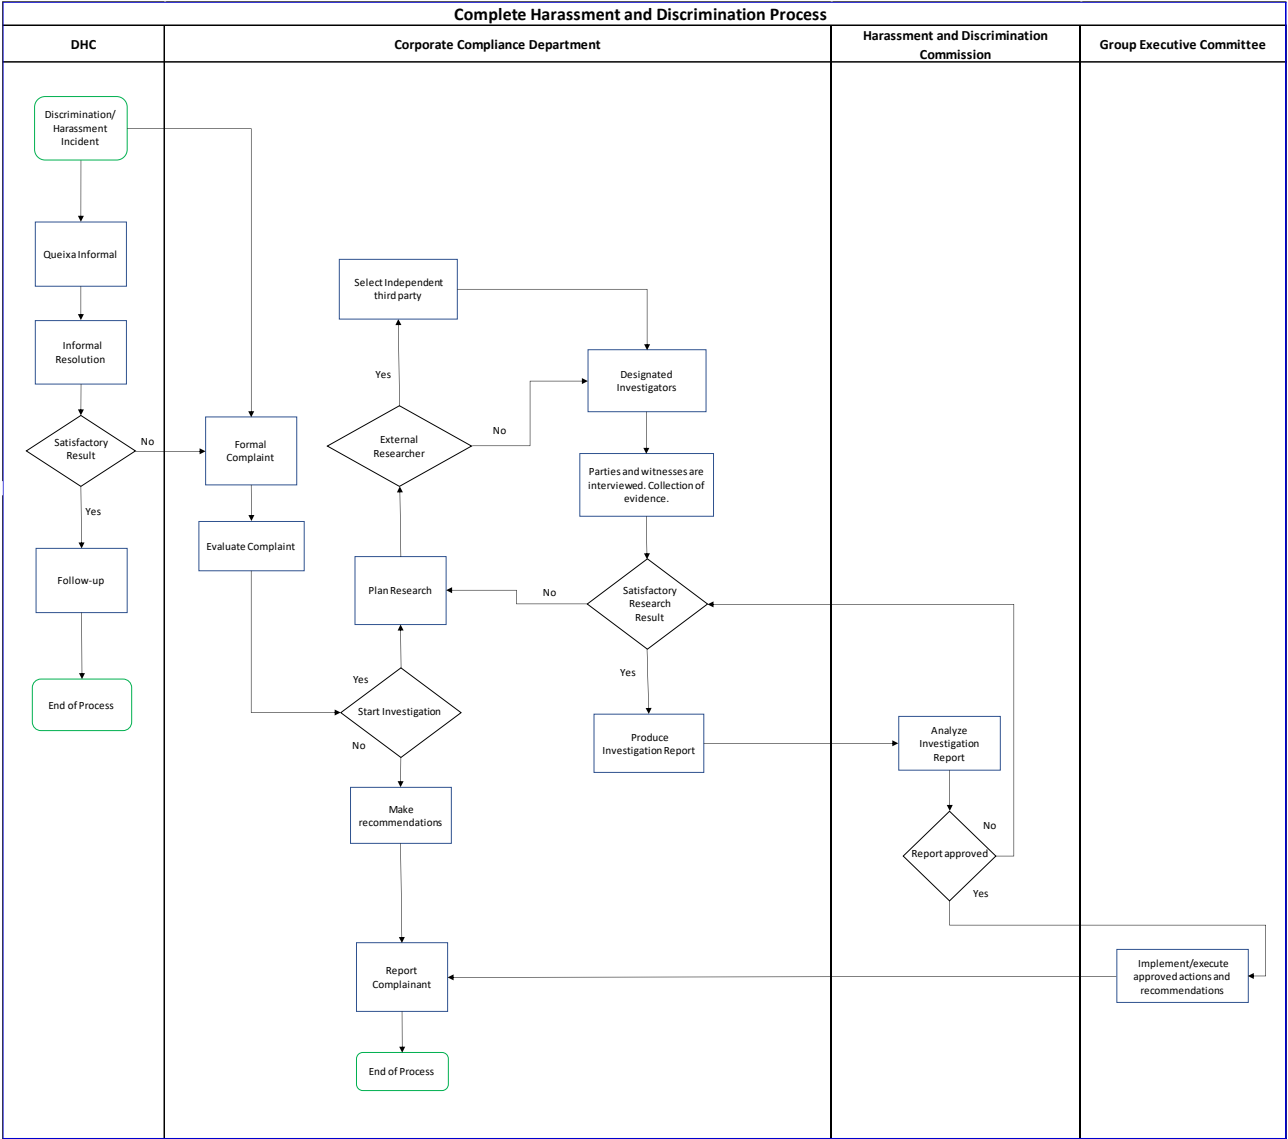 Complete Harassment and Discrimination Process
DHC
Corporate Compliance Department
Harassment and Discrimination
Commission
Group Executive Committee
Discrimination/
Harassment
Incident
Queixa Informal
Informal
Resolution
Satisfactory
Result
No
Yes
Follow-up
End of Process
Formal
Complaint
Evaluate Complaint
Select Independent
third party
Yes
External
Researcher
No
Plan Research
Yes
Start Investigation
No
Make
recommendations
Report
Complainant
End of Process
Designated
Investigators
Parties and witnesses are
interviewed. Collection of
evidence.
Satisfactory
Research
Result
No
Yes
Produce
Investigation Report
Analyze
Investigation
Report
No
Report approved
Yes
Implement/execute
approved actions and
recommendations